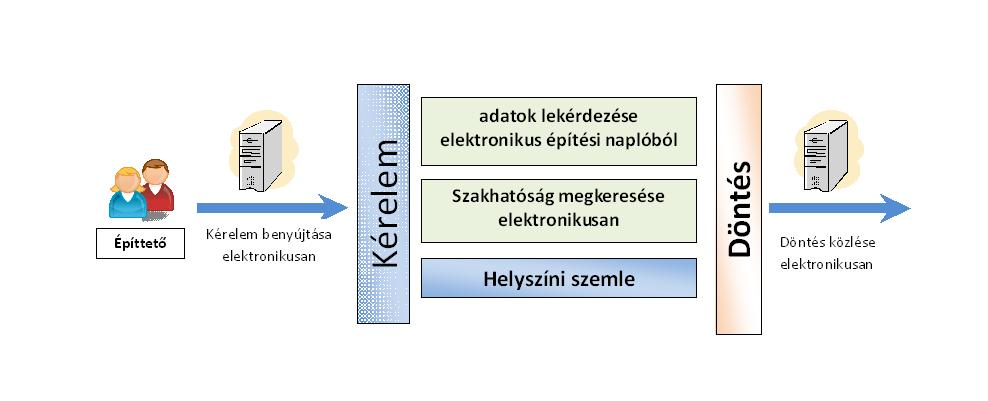 Építtető
Kérelem benyújtása
elektronikusan
Kérelem
adatok lekérdezése
elektronikus építési naplóból
Szakhatóság megkeresése
elektronikusan
Helyszíni szemle
Döntés
Döntés közlése
elektronikusan